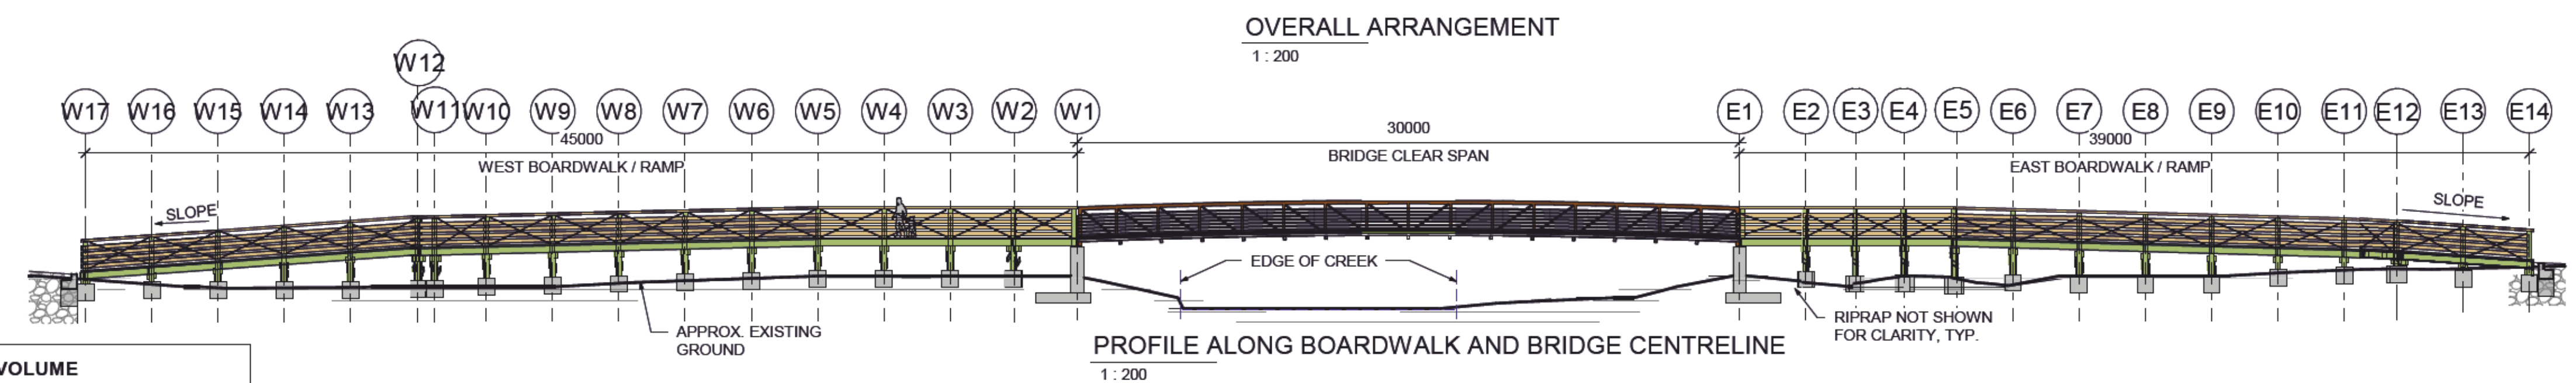 OVERALL ARRANGEMENT
1 : 200
W12
W17 W16 W15 W14 W13 W11 W10 W9 W8 W7 W6 W5 W4 W3 W2 W1 E1 E2 E3 E4 E5 E6 E7 E8 E9 E10 E11 E12 E13 E14
45000 30000 39000
WEST BOARDWALK / RAMP BRIDGE CLEAR SPAN EAST BOARDWALK / RAMP
SLOPE SLOPE
EDGE OF CREEK
APPROX. EXISTING
GROUND
RIPRAP NOT SHOWN
FOR CLARITY, TYP.
PROFILE ALONG BOARDWALK AND BRIDGE CENTRELINE
1 : 200
VOLUME